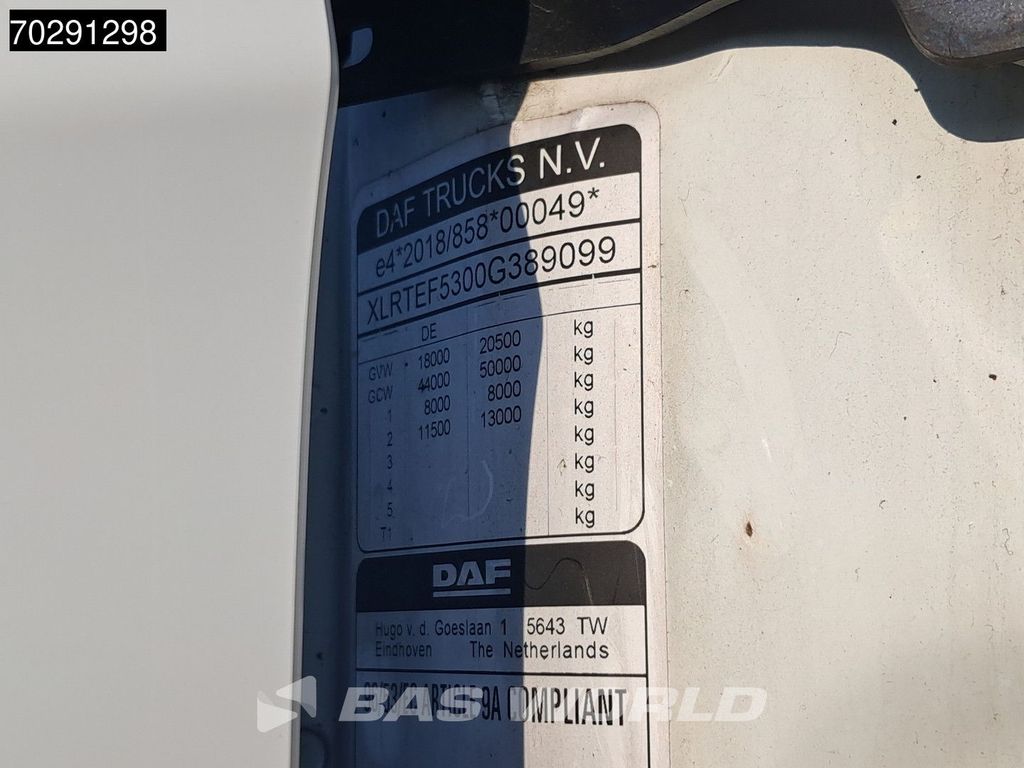 70291298
DAF TRUCKS N.V.
e4*2018/858*00049*
XLRTEF5300G389099
DE
kg
GVW 18000 20500 kg
GCW 44000 50000 kg
1 8000 8000 kg
2 11500 13000 kg
3 kg
4 kg
5 kg
T1
DAF
Hugo v. d. Goeslaan 1 5643 TW
Eindhoven The Netherlands
ARTICLE 9A COMPLIANT
BAS WORLD